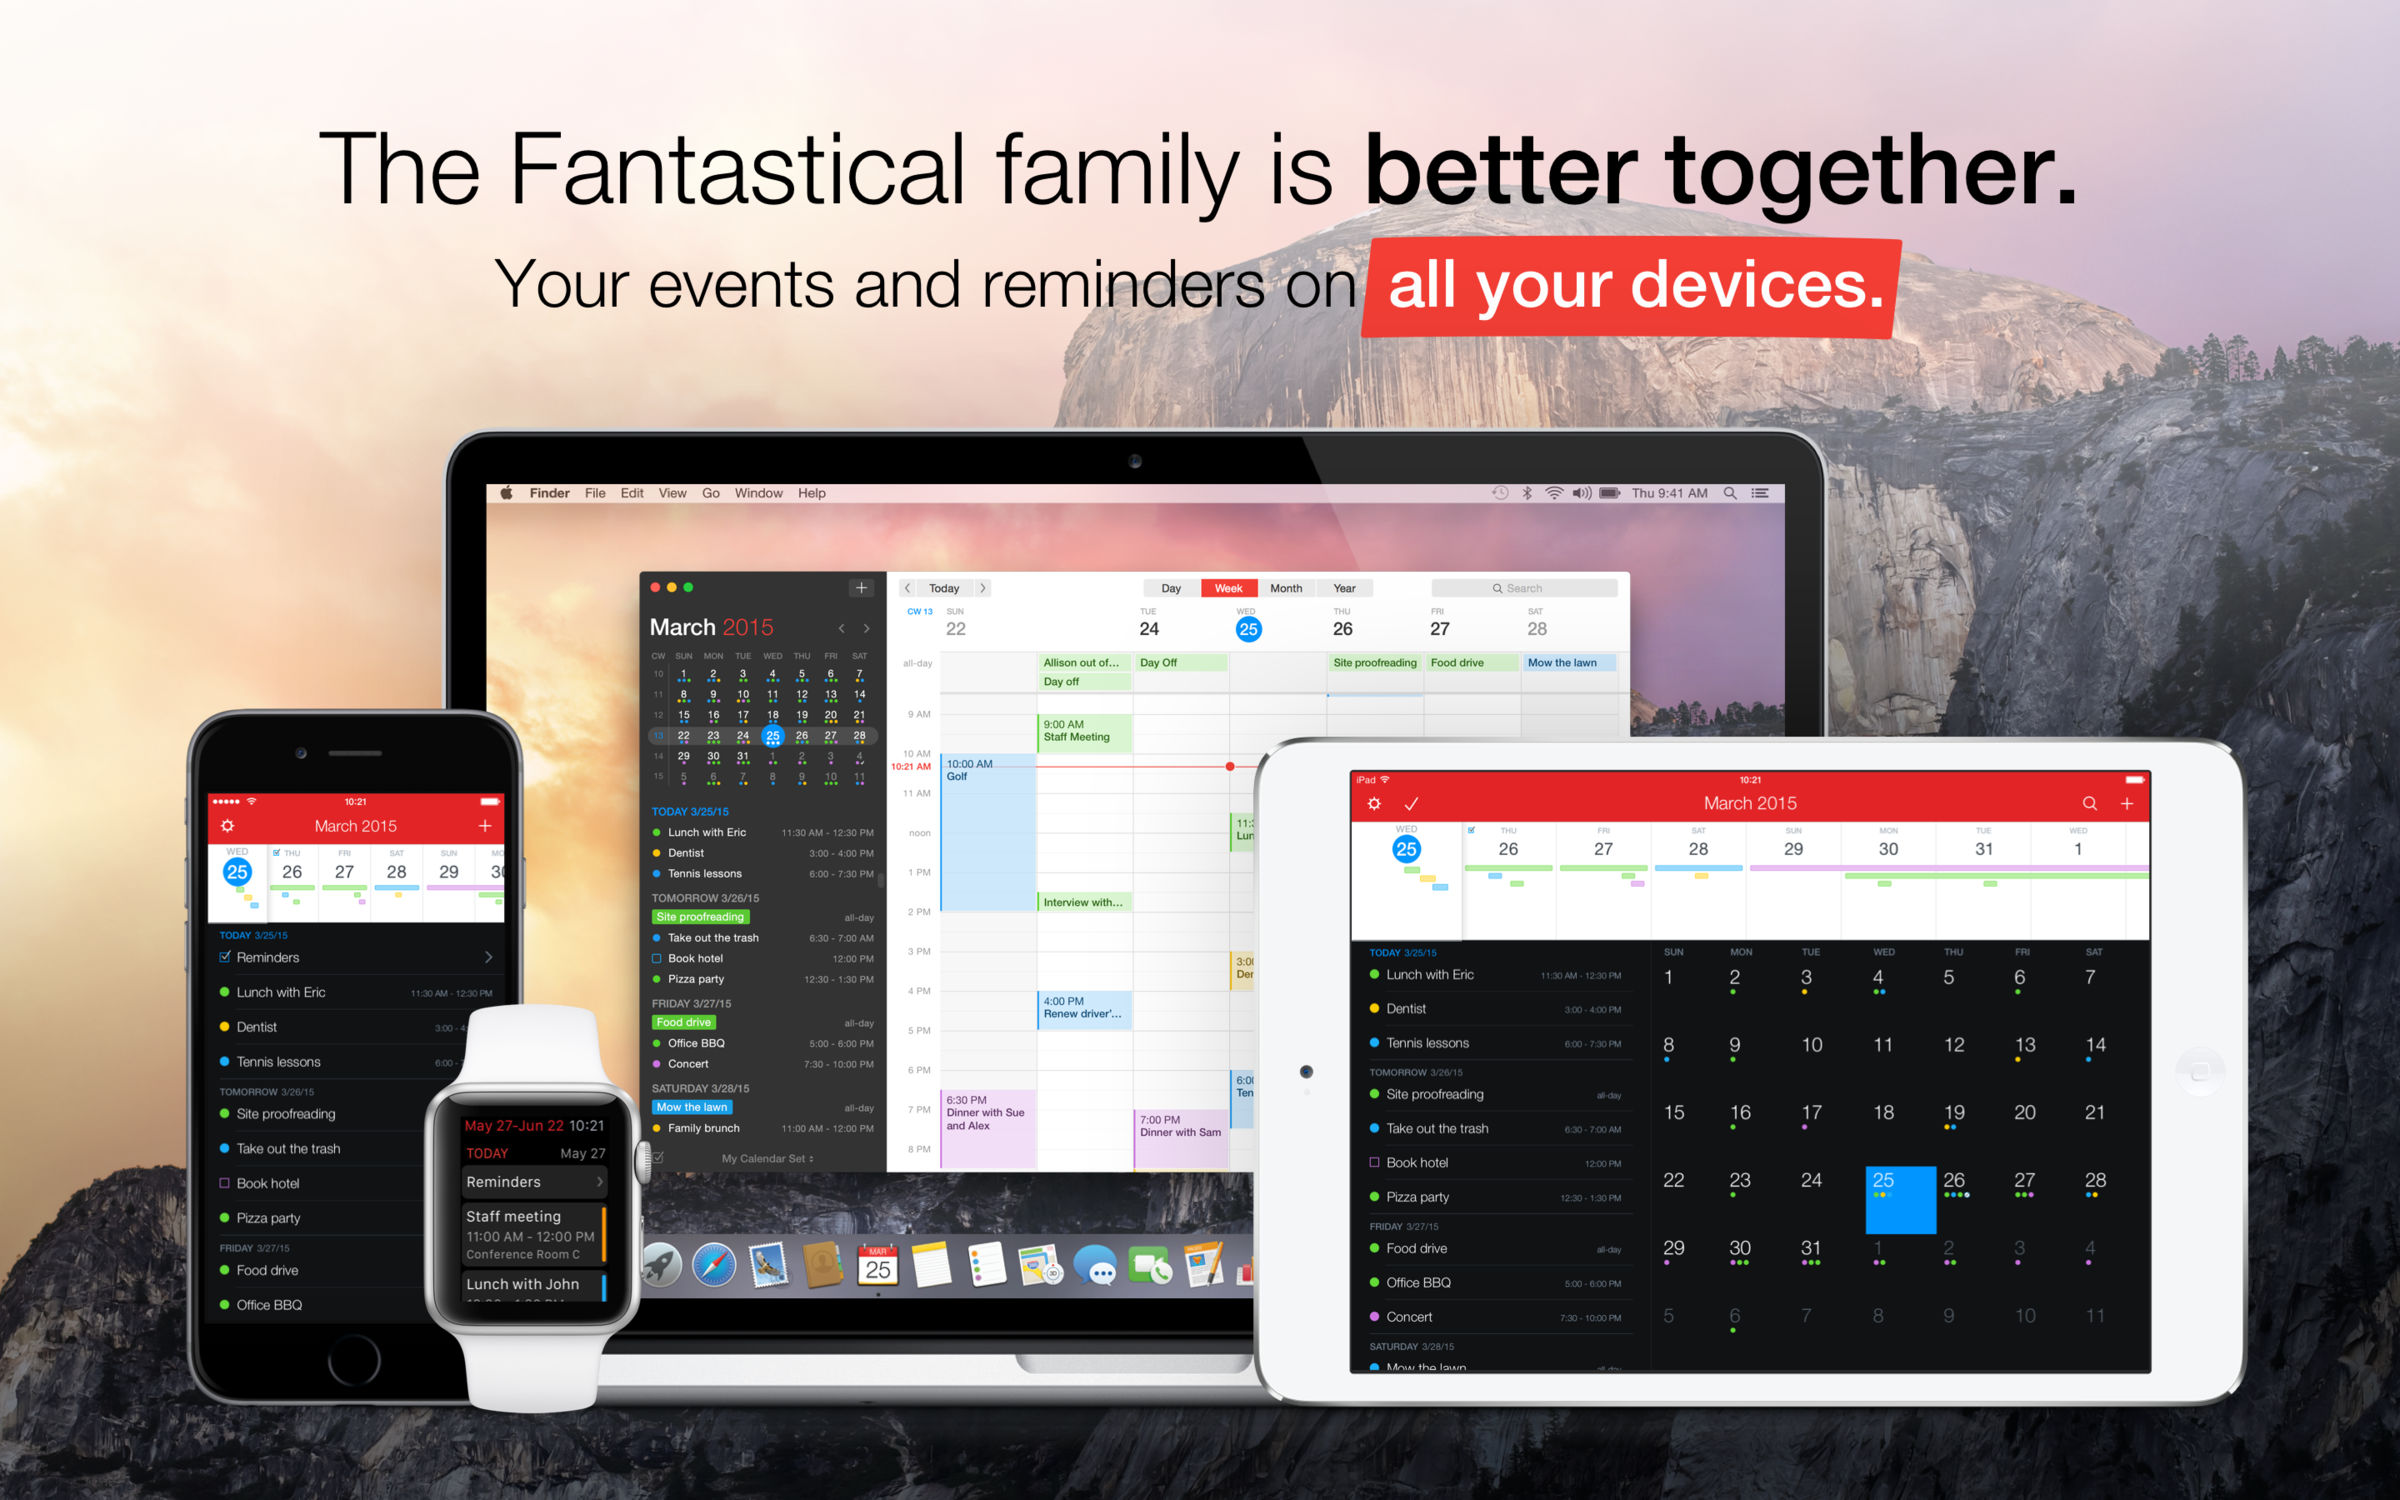 The Fantastical family is better together.
Your events and reminders on all your devices.
Finder File Edit View Go Window Help
Thu 9:41 AM
March 2015
CW SUN MON TUE WED THU FRI SAT
10 1 2 3 4 5 6 7
11 8 9 10 11 12 13 14
12 15 16 17 18 19 20 21
13 22 23 24 25 26 27 28
14 29 30 31 1 2 3 4
15 5 6 7 8 9 10 11
TODAY 3/25/15
Lunch with Eric 11:30 AM - 12:30 PM
Dentist 3:00 - 4:00 PM
Tennis lessons 6:00 - 7:30 PM
TOMORROW 3/26/15
Site proofreading all-day
Take out the trash 6:30 - 7:00 AM
Book hotel 12:00 PM
Pizza party 12:30 - 1:30 PM
FRIDAY 3/27/15
Food drive all-day
Office BBQ 5:00 - 6:00 PM
Concert 7:30 - 10:00 PM
SATURDAY 3/28/15
Mow the lawn all-day
Family brunch 11:00 AM - 12:00 PM
My Calendar Set
Today
Day Week Month Year
Search
CW 13 SUN TUE WED THU FRI SAT
22 24 25 26 27 28
all-day Allison out of... Day Off Site proofreading Food drive Mow the lawn
Day off
9 AM
9:00 AM
Staff Meeting
10 AM
10:21 AM
10:00 AM
Golf
11 AM
noon
11:
Lun
1 PM
Interview with...
2 PM
3 PM
3:00
Der
4 PM
4:00 PM
Renew driver'...
5 PM
6 PM
6:00
Ten
6:30 PM
Dinner with Sue
and Alex
7 PM
7:00 PM
Dinner with Sam
8 PM
MAR
25
3D
10:21
March 2015
WED THU FRI SAT SUN MO
25 26 27 28 29 30
TODAY 3/25/15
Reminders
Lunch with Eric 11:30 AM - 12:30 PM
Dentist 3:00 - 4
Tennis lessons 6:00 -
TOMORROW 3/26/15
Site proofreading
Take out the trash
Book hotel
Pizza party
FRIDAY 3/27/15
Food drive
Office BBQ
May 27-Jun 22 10:21
TODAY May 27
Reminders
Staff meeting
11:00 AM - 12:00 PM
Conference Room C
Lunch with John
iPad 10:21
March 2015
WED THU FRI SAT SUN MON TUE WED
25 26 27 28 29 30 31 1
TODAY 3/25/15
Lunch with Eric 11:30 AM - 12:30 PM
Dentist 3:00 - 4:00 PM
Tennis lessons 6:00 - 7:30 PM
TOMORROW 3/26/15
Site proofreading all-day
Take out the trash 6:30 - 7:00 AM
Book hotel 12:00 PM
Pizza party 12:30 - 1:30 PM
FRIDAY 3/27/15
Food drive all-day
Office BBQ 5:00 - 6:00 PM
Concert 7:30 - 10:00 PM
SATURDAY 3/28/15
Mow the lawn all-day
SUN MON TUE WED THU FRI SAT
1 2 3 4 5 6 7
8 9 10 11 12 13 14
15 16 17 18 19 20 21
22 23 24 25 26 27 28
29 30 31 1 2 3 4
5 6 7 8 9 10 11